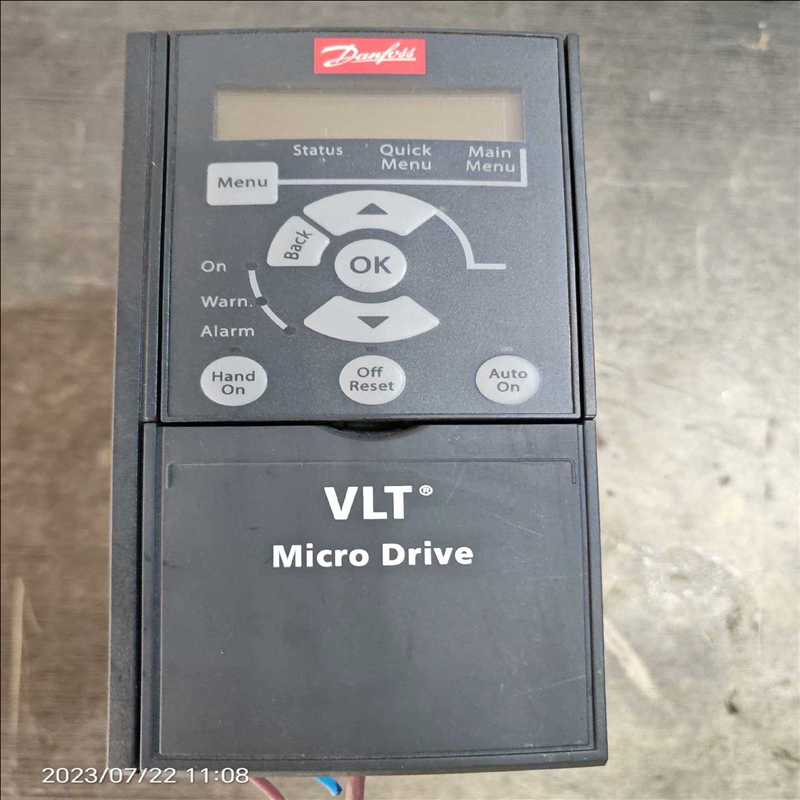 Danfoss
Status Quick Menu Main Menu
Menu
Back
OK
On
Warn.
Alarm
Hand On
Off Reset
Auto On
VLT®
Micro Drive
2023/07/22 11:08